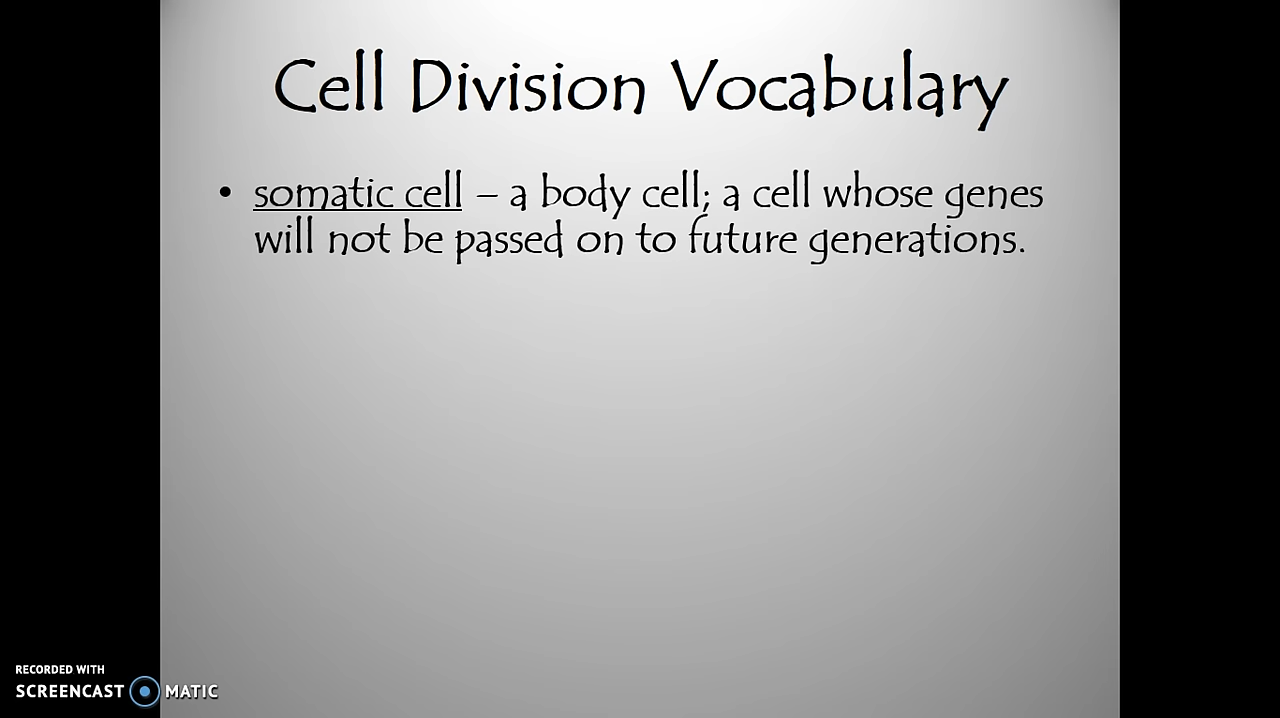 Cell Division Vocabulary
• somatic cell – a body cell; a cell whose genes
will not be passed on to future generations.
RECORDED WITH
SCREENCAST MATIC